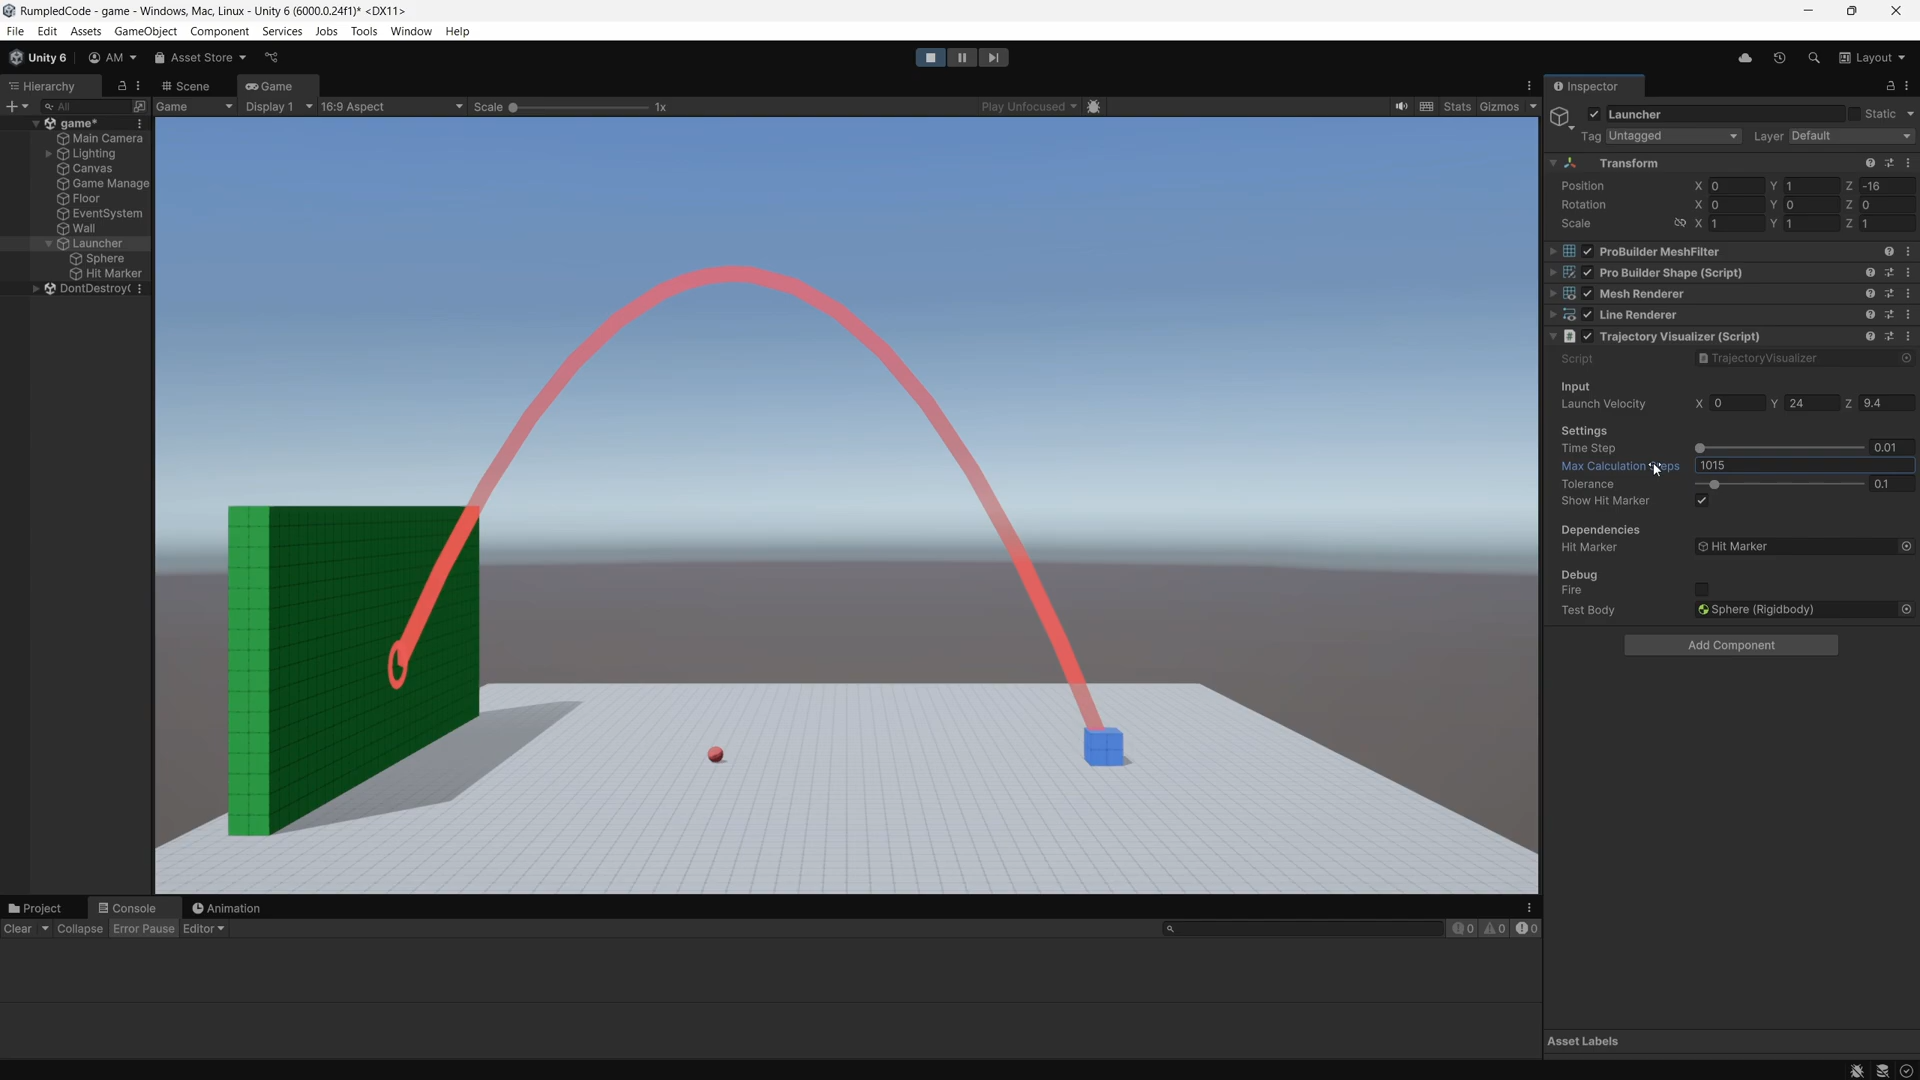 RumpledCode - game - Windows, Mac, Linux - Unity 6 (6000.0.24f1)* <DX11>
File Edit Assets GameObject Component Services Jobs Tools Window Help
Unity 6 AM Asset Store Layout
Hierarchy
All
game*
Main Camera
Lighting
Canvas
Game Manage
Floor
EventSystem
Wall
Launcher
Sphere
Hit Marker
DontDestroy(
Scene Game
Game Display 1 16:9 Aspect Scale 1x Play Unfocused Stats Gizmos
Inspector
Launcher Static
Tag Untagged Layer Default
Transform
Position X 0 Y 1 Z -16
Rotation X 0 Y 0 Z 0
Scale X 1 Y 1 Z 1
ProBuilder MeshFilter
Pro Builder Shape (Script)
Mesh Renderer
Line Renderer
# Trajectory Visualizer (Script)
Script TrajectoryVisualizer
Input
Launch Velocity X 0 Y 24 Z 9.4
Settings
Time Step 0.01
Max Calculation eps 1015
Tolerance 0.1
Show Hit Marker
Dependencies
Hit Marker Hit Marker
Debug
Fire
Test Body Sphere (Rigidbody)
Add Component
Asset Labels
Project Console Animation
Clear Collapse Error Pause Editor 0 0 0